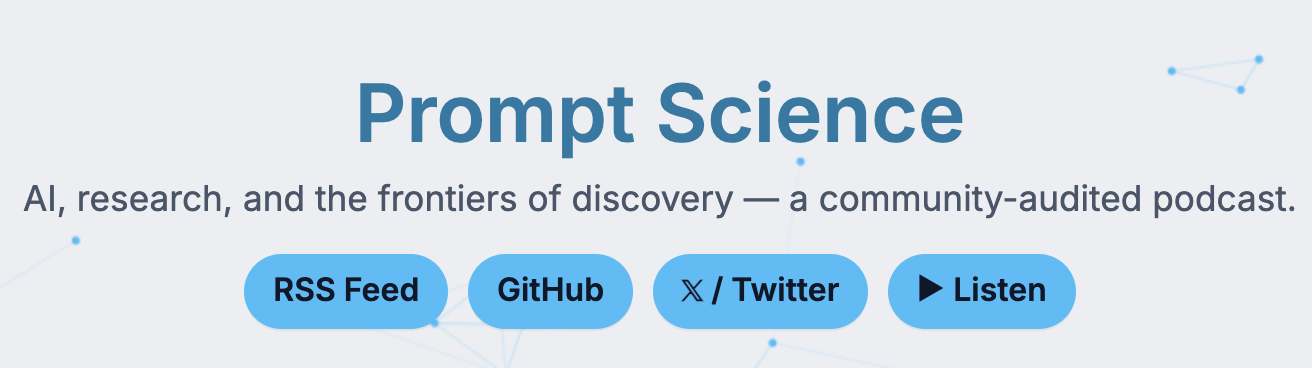 Prompt Science
AI, research, and the frontiers of discovery — a community-audited podcast.
RSS Feed GitHub 𝕏 / Twitter ▶ Listen